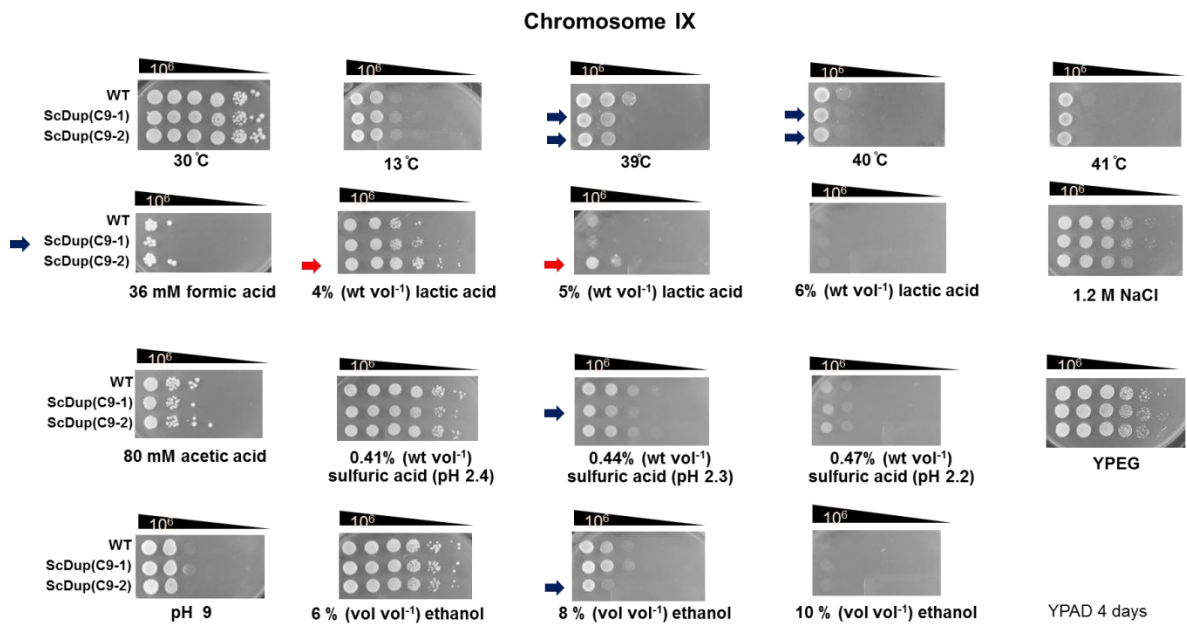 Chromosome IX
10⁶ 10⁶ 10⁶ 10⁶ 10⁶
WT
ScDup(C9-1)
ScDup(C9-2)
30°C 13°C 39°C 40°C 41°C
10⁶ 10⁶ 10⁶ 10⁶ 10⁶
WT
ScDup(C9-1)
ScDup(C9-2)
36 mM formic acid 4% (wt vol⁻¹) lactic acid 5% (wt vol⁻¹) lactic acid 6% (wt vol⁻¹) lactic acid 1.2 M NaCl
10⁶ 10⁶ 10⁶ 10⁶ 10⁶
WT
ScDup(C9-1)
ScDup(C9-2)
80 mM acetic acid 0.41% (wt vol⁻¹) 0.44% (wt vol⁻¹) 0.47% (wt vol⁻¹) YPEG
sulfuric acid (pH 2.4) sulfuric acid (pH 2.3) sulfuric acid (pH 2.2)
10⁶ 10⁶ 10⁶ 10⁶
WT
ScDup(C9-1)
ScDup(C9-2)
pH 9 6 % (vol vol⁻¹) ethanol 8 % (vol vol⁻¹) ethanol 10 % (vol vol⁻¹) ethanol YPAD 4 days